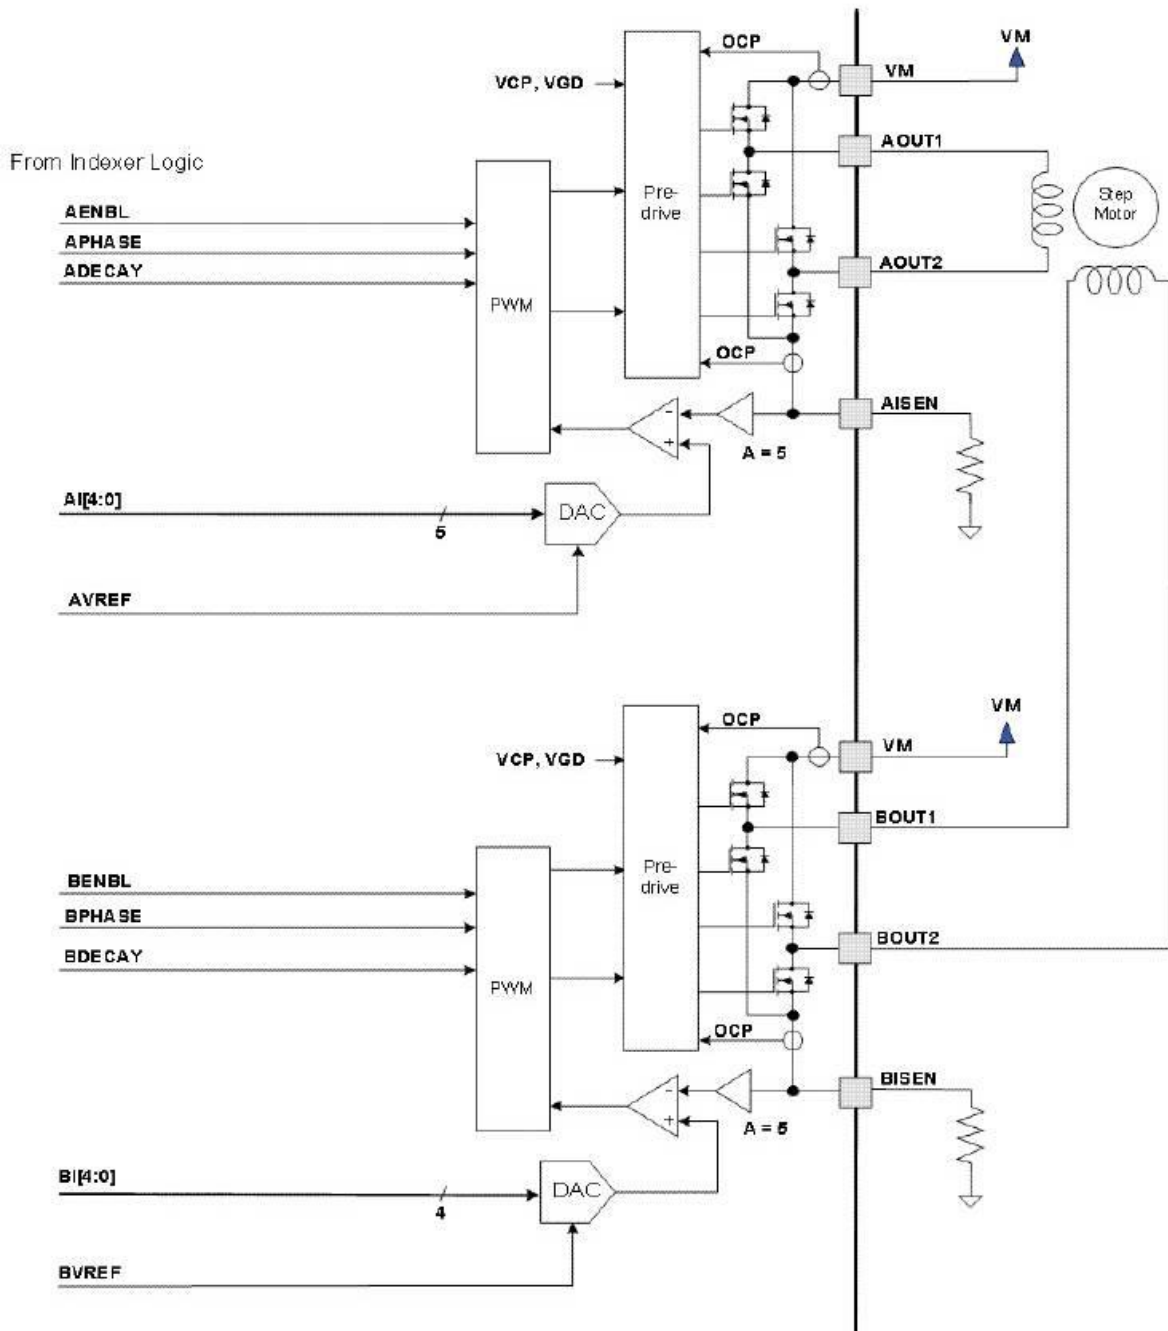 OCP
VM
VM
VCP, VGD
AOUT1
From Indexer Logic
Pre-
drive
Step
Motor
AENBL
APHASE
ADECAY
AOUT2
PWM
OCP
AISEN
-
+
A = 5
AI[4:0]
5
DAC
AVREF
OCP
VM
VM
VCP, VGD
BOUT1
Pre-
drive
BENBL
BPHASE
BDECAY
BOUT2
PWM
OCP
BISEN
-
+
A = 5
BI[4:0]
4
DAC
BVREF